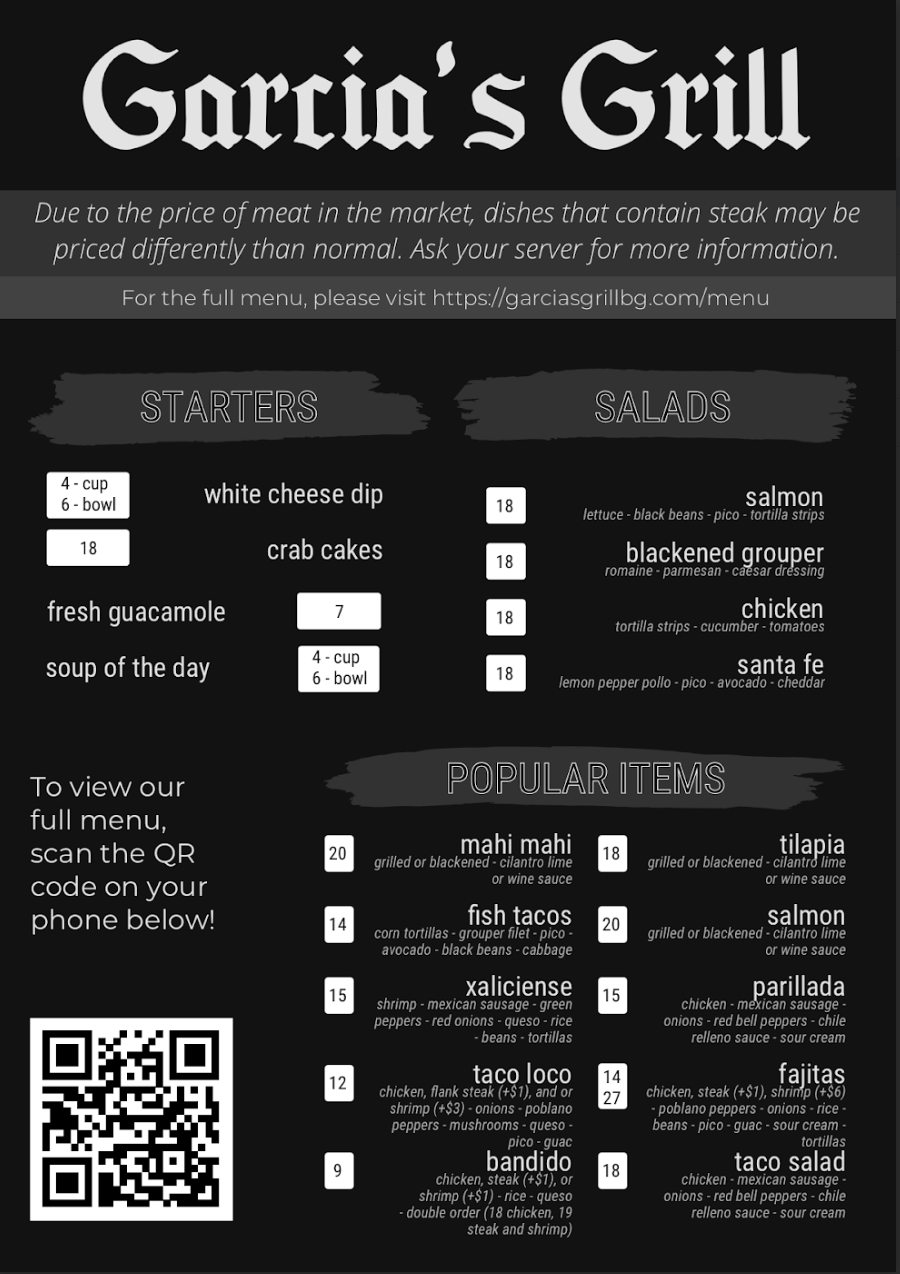 Garcia's Grill
Due to the price of meat in the market, dishes that contain steak may be
priced differently than normal. Ask your server for more information.
For the full menu, please visit https://garciasgrillbg.com/menu
STARTERS
4 - cup
6 - bowl
white cheese dip
18
crab cakes
fresh guacamole
7
soup of the day
4 - cup
6 - bowl
SALADS
18
salmon
lettuce - black beans - pico - tortilla strips
18
blackened grouper
romaine - parmesan - caesar dressing
18
chicken
tortilla strips - cucumber - tomatoes
18
santa fe
lemon pepper pollo - pico - avocado - cheddar
To view our
full menu,
scan the QR
code on your
phone below!
POPULAR ITEMS
20
mahi mahi
grilled or blackened - cilantro lime
or wine sauce
14
fish tacos
corn tortillas - grouper filet - pico -
avocado - black beans - cabbage
15
xaliciense
shrimp - mexican sausage - green
peppers - red onions - queso - rice
- beans - tortillas
12
taco loco
chicken, flank steak (+$1), and or
shrimp (+$3) - onions - poblano
peppers - mushrooms - queso -
pico - guac
9
bandido
chicken, steak (+$1), or
shrimp (+$1) - rice - queso
- double order (18 chicken, 19
steak and shrimp)
18
tilapia
grilled or blackened - cilantro lime
or wine sauce
20
salmon
grilled or blackened - cilantro lime
or wine sauce
15
parillada
chicken - mexican sausage -
onions - red bell peppers - chile
relleno sauce - sour cream
14
27
fajitas
chicken, steak (+$1), shrimp (+$6)
- poblano peppers - onions - rice -
beans - pico - guac - sour cream -
tortillas
18
taco salad
chicken - mexican sausage -
onions - red bell peppers - chile
relleno sauce - sour cream